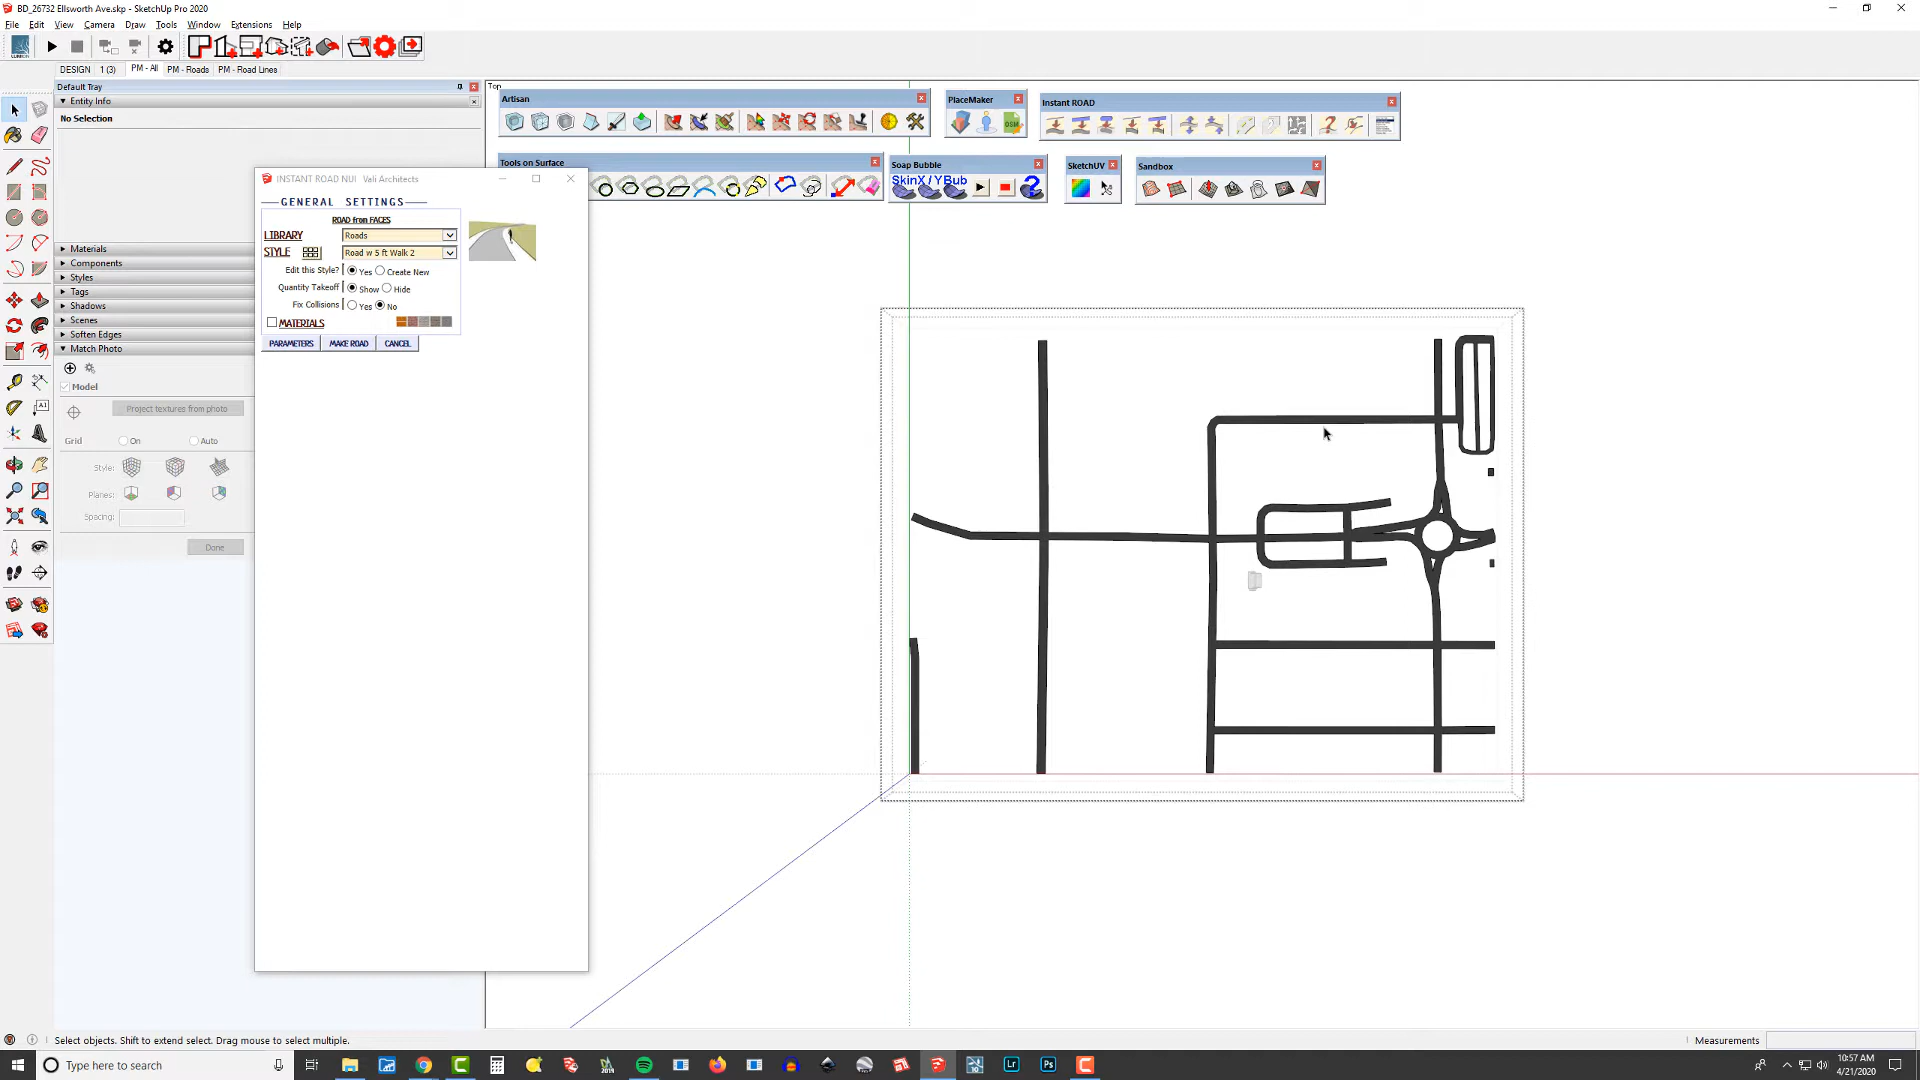 BD_26732 Ellsworth Ave.skp - SketchUp Pro 2020
File Edit View Camera Draw Tools Window Extensions Help
DESIGN 1 (3) PM - All PM - Roads PM - Road Lines
Default Tray
Entity Info
No Selection
Top
Artisan
PlaceMaker
OSM
Instant ROAD
Tools on Surface
Soap Bubble
SkinX/YBub
SketchUV
Sandbox
INSTANT ROAD NUI Vali Architects
GENERAL SETTINGS
ROAD from FACES
LIBRARY Roads
STYLE Road w 5 ft Walk 2
Edit this Style? Yes Create New
Quantity Takeoff Show Hide
Fix Collisions Yes No
MATERIALS
PARAMETERS MAKE ROAD CANCEL
Materials
Components
Styles
Tags
Shadows
Scenes
Soften Edges
Match Photo
Model
Project textures from photo
Grid On Auto
Style:
Planes:
Spacing:
Done
Select objects. Shift to extend select. Drag mouse to select multiple.
Measurements
Type here to search
Lr
Ps
10:57 AM
4/21/2020